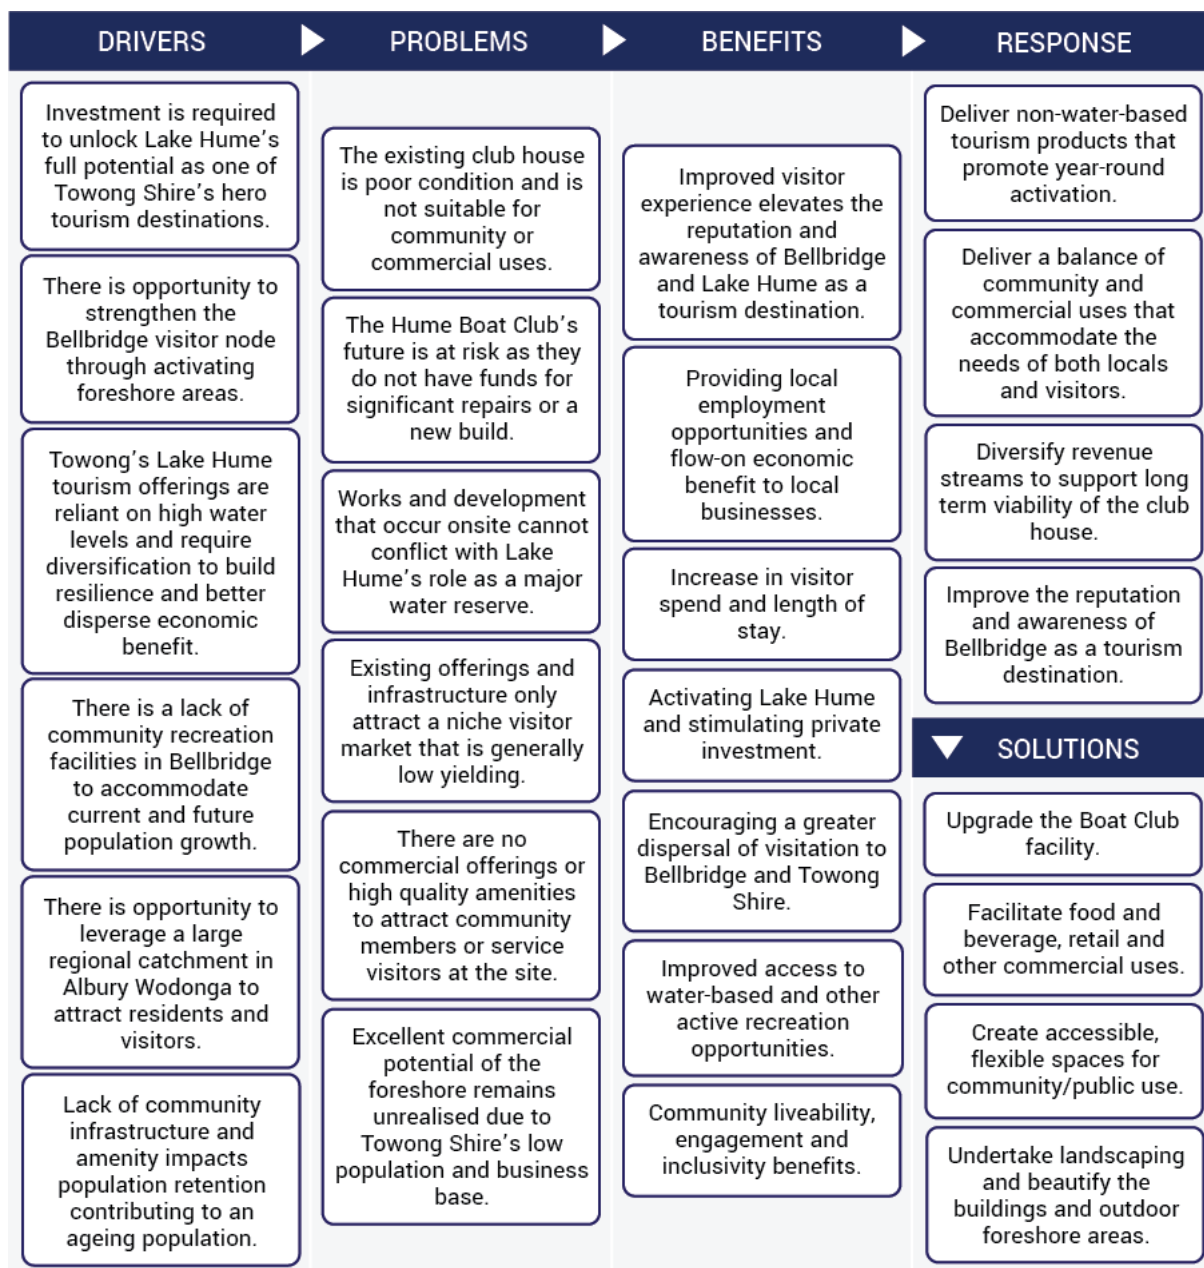 DRIVERS
Investment is required
to unlock Lake Hume's
full potential as one of
Towong Shire's hero
tourism destinations.
There is opportunity to
strengthen the
Bellbridge visitor node
through activating
foreshore areas.
Towong's Lake Hume
tourism offerings are
reliant on high water
levels and require
diversification to build
resilience and better
disperse economic
benefit.
There is a lack of
community recreation
facilities in Bellbridge
to accommodate
current and future
population growth.
There is opportunity to
leverage a large
regional catchment in
Albury Wodonga to
attract residents and
visitors.
Lack of community
infrastructure and
amenity impacts
population retention
contributing to an
ageing population.
PROBLEMS
The existing club house
is poor condition and is
not suitable for
community or
commercial uses.
The Hume Boat Club's
future is at risk as they
do not have funds for
significant repairs or a
new build.
Works and development
that occur onsite cannot
conflict with Lake
Hume's role as a major
water reserve.
Existing offerings and
infrastructure only
attract a niche visitor
market that is generally
low yielding.
There are no
commercial offerings or
high quality amenities
to attract community
members or service
visitors at the site.
Excellent commercial
potential of the
foreshore remains
unrealised due to
Towong Shire's low
population and business
base.
BENEFITS
Improved visitor
experience elevates the
reputation and
awareness of Bellbridge
and Lake Hume as a
tourism destination.
Providing local
employment
opportunities and
flow-on economic
benefit to local
businesses.
Increase in visitor
spend and length of
stay.
Activating Lake Hume
and stimulating private
investment.
Encouraging a greater
dispersal of visitation to
Bellbridge and Towong
Shire.
Improved access to
water-based and other
active recreation
opportunities.
Community liveability,
engagement and
inclusivity benefits.
RESPONSE
Deliver non-water-based
tourism products that
promote year-round
activation.
Deliver a balance of
community and
commercial uses that
accommodate the
needs of both locals
and visitors.
Diversify revenue
streams to support long
term viability of the club
house.
Improve the reputation
and awareness of
Bellbridge as a tourism
destination.
SOLUTIONS
Upgrade the Boat Club
facility.
Facilitate food and
beverage, retail and
other commercial uses.
Create accessible,
flexible spaces for
community/public use.
Undertake landscaping
and beautify the
buildings and outdoor
foreshore areas.